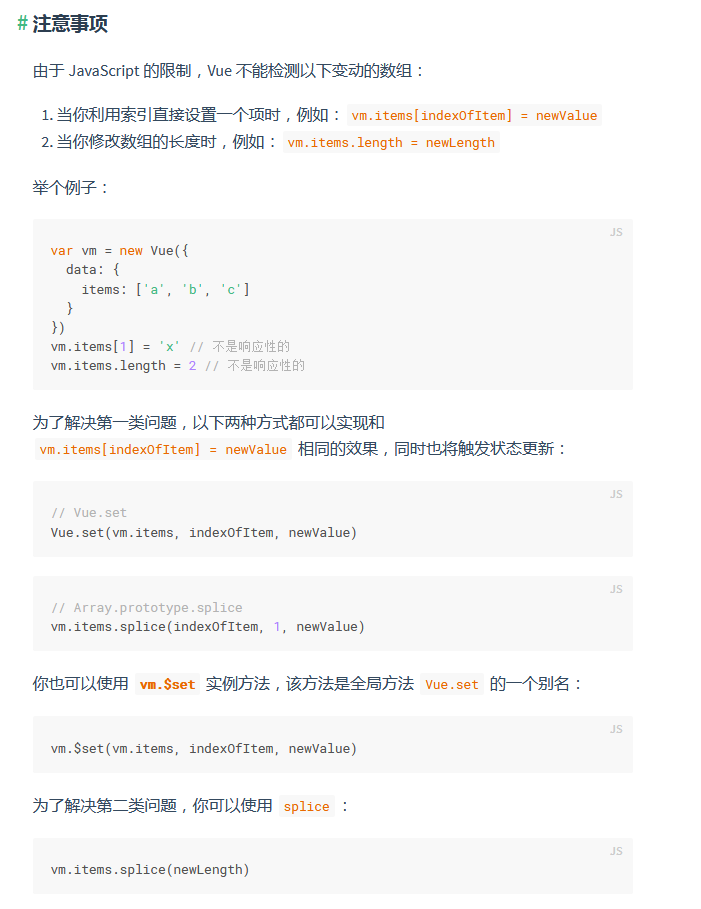 # 注意事项
由于 JavaScript 的限制，Vue 不能检测以下变动的数组：
1. 当你利用索引直接设置一个项时，例如： vm.items[indexOfItem] = newValue
2. 当你修改数组的长度时，例如： vm.items.length = newLength
举个例子：
JS
var vm = new Vue({
  data: {
    items: ['a', 'b', 'c']
  }
})
vm.items[1] = 'x' // 不是响应性的
vm.items.length = 2 // 不是响应性的
为了解决第一类问题，以下两种方式都可以实现和
vm.items[indexOfItem] = newValue 相同的效果，同时也将触发状态更新：
JS
// Vue.set
Vue.set(vm.items, indexOfItem, newValue)
JS
// Array.prototype.splice
vm.items.splice(indexOfItem, 1, newValue)
你也可以使用 vm.$set 实例方法，该方法是全局方法 Vue.set 的一个别名：
JS
vm.$set(vm.items, indexOfItem, newValue)
为了解决第二类问题，你可以使用 splice ：
JS
vm.items.splice(newLength)